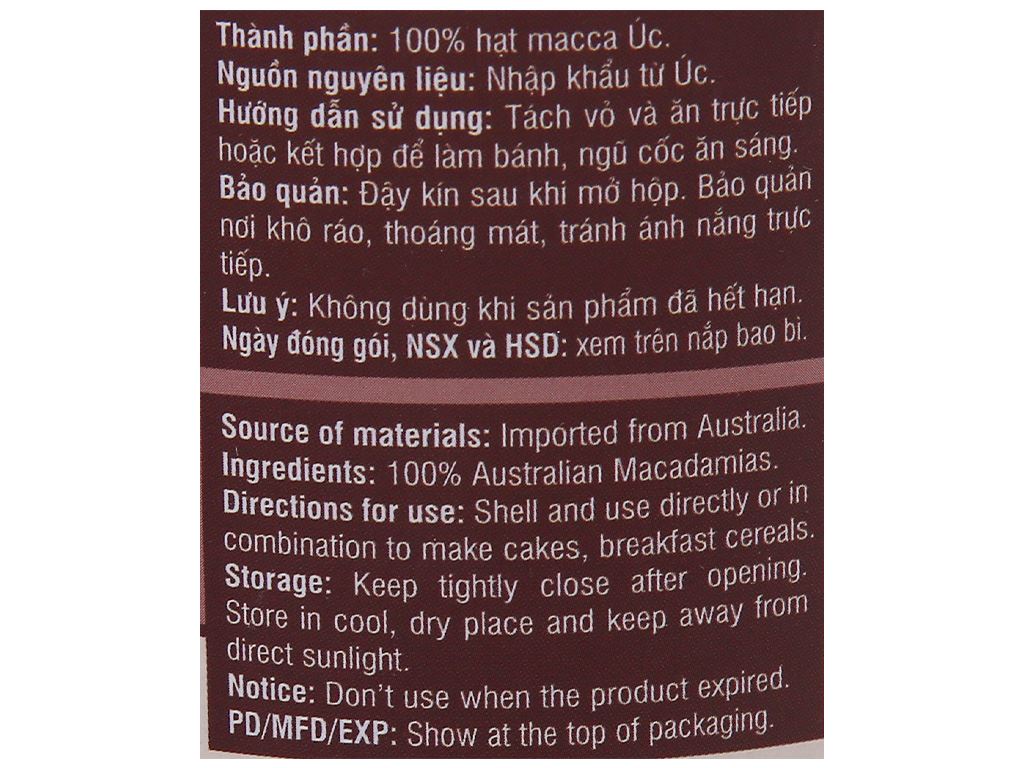 Thành phần: 100% hạt macca Úc.
Nguồn nguyên liệu: Nhập khẩu từ Úc.
Hướng dẫn sử dụng: Tách vỏ và ăn trực tiếp
hoặc kết hợp để làm bánh, ngũ cốc ăn sáng.
Bảo quản: Đậy kín sau khi mở hộp. Bảo quản
nơi khô ráo, thoáng mát, tránh ánh nắng trực
tiếp.
Lưu ý: Không dùng khi sản phẩm đã hết hạn.
Ngày đóng gói, NSX và HSD: xem trên nắp bao bì.
Source of materials: Imported from Australia.
Ingredients: 100% Australian Macadamias.
Directions for use: Shell and use directly or in
combination to make cakes, breakfast cereals.
Storage: Keep tightly close after opening.
Store in cool, dry place and keep away from
direct sunlight.
Notice: Don't use when the product expired.
PD/MFD/EXP: Show at the top of packaging.